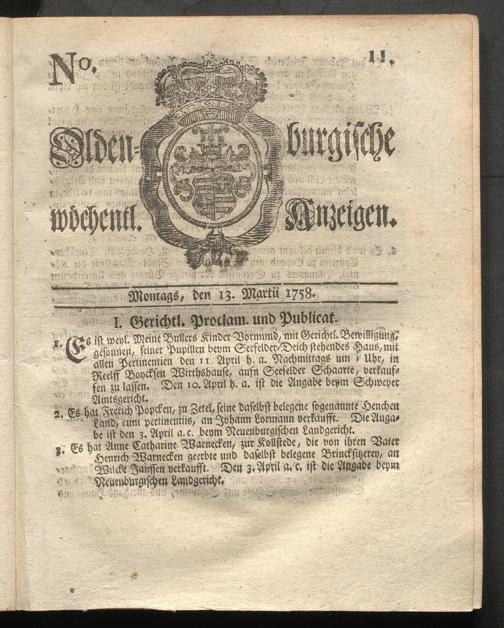 No. 11.
Olden= burgische
wöchentl. Anzeigen.
Montags, den 13. Martii 1758.
I. Gerichtl. Proclam. und Publicat.
1. Es ist weyl. Meine Bullers Kinder Vormund, mit Gerichtl. Bewilligung,
gesonnen, seiner Pupillen beym Seefelder-Deich stehendes Haus, mit
allen Pertinentien den 11 April h. a. Nachmittags um 1 Uhr, in
Reelff Boycksen Wirthshause, aufn Seefelder Schaarte, verkauf-
fen zu lassen. Den 10. April h. a. ist die Angabe beym Schweyer
Amtsgericht.
2. Es hat Frerich Popcken, zu Zetel, seine daselbst belegene sogenannte Henchen
Land, cum pertinentiis, an Johann Lormann verkaufft. Die Anga-
be ist den 3. April a. c. beym Neuenburgischen Landgericht.
3. Es hat Anne Catharine Warnecken, zur Kollstede, die von ihren Vater
Henrich Warnecken geerbte und daselbst belegene Brincksitzerey, an
Wilcke Janssen verkaufft. Den 3. April a. c. ist die Angabe beym
Neuenburgischen Landgericht.